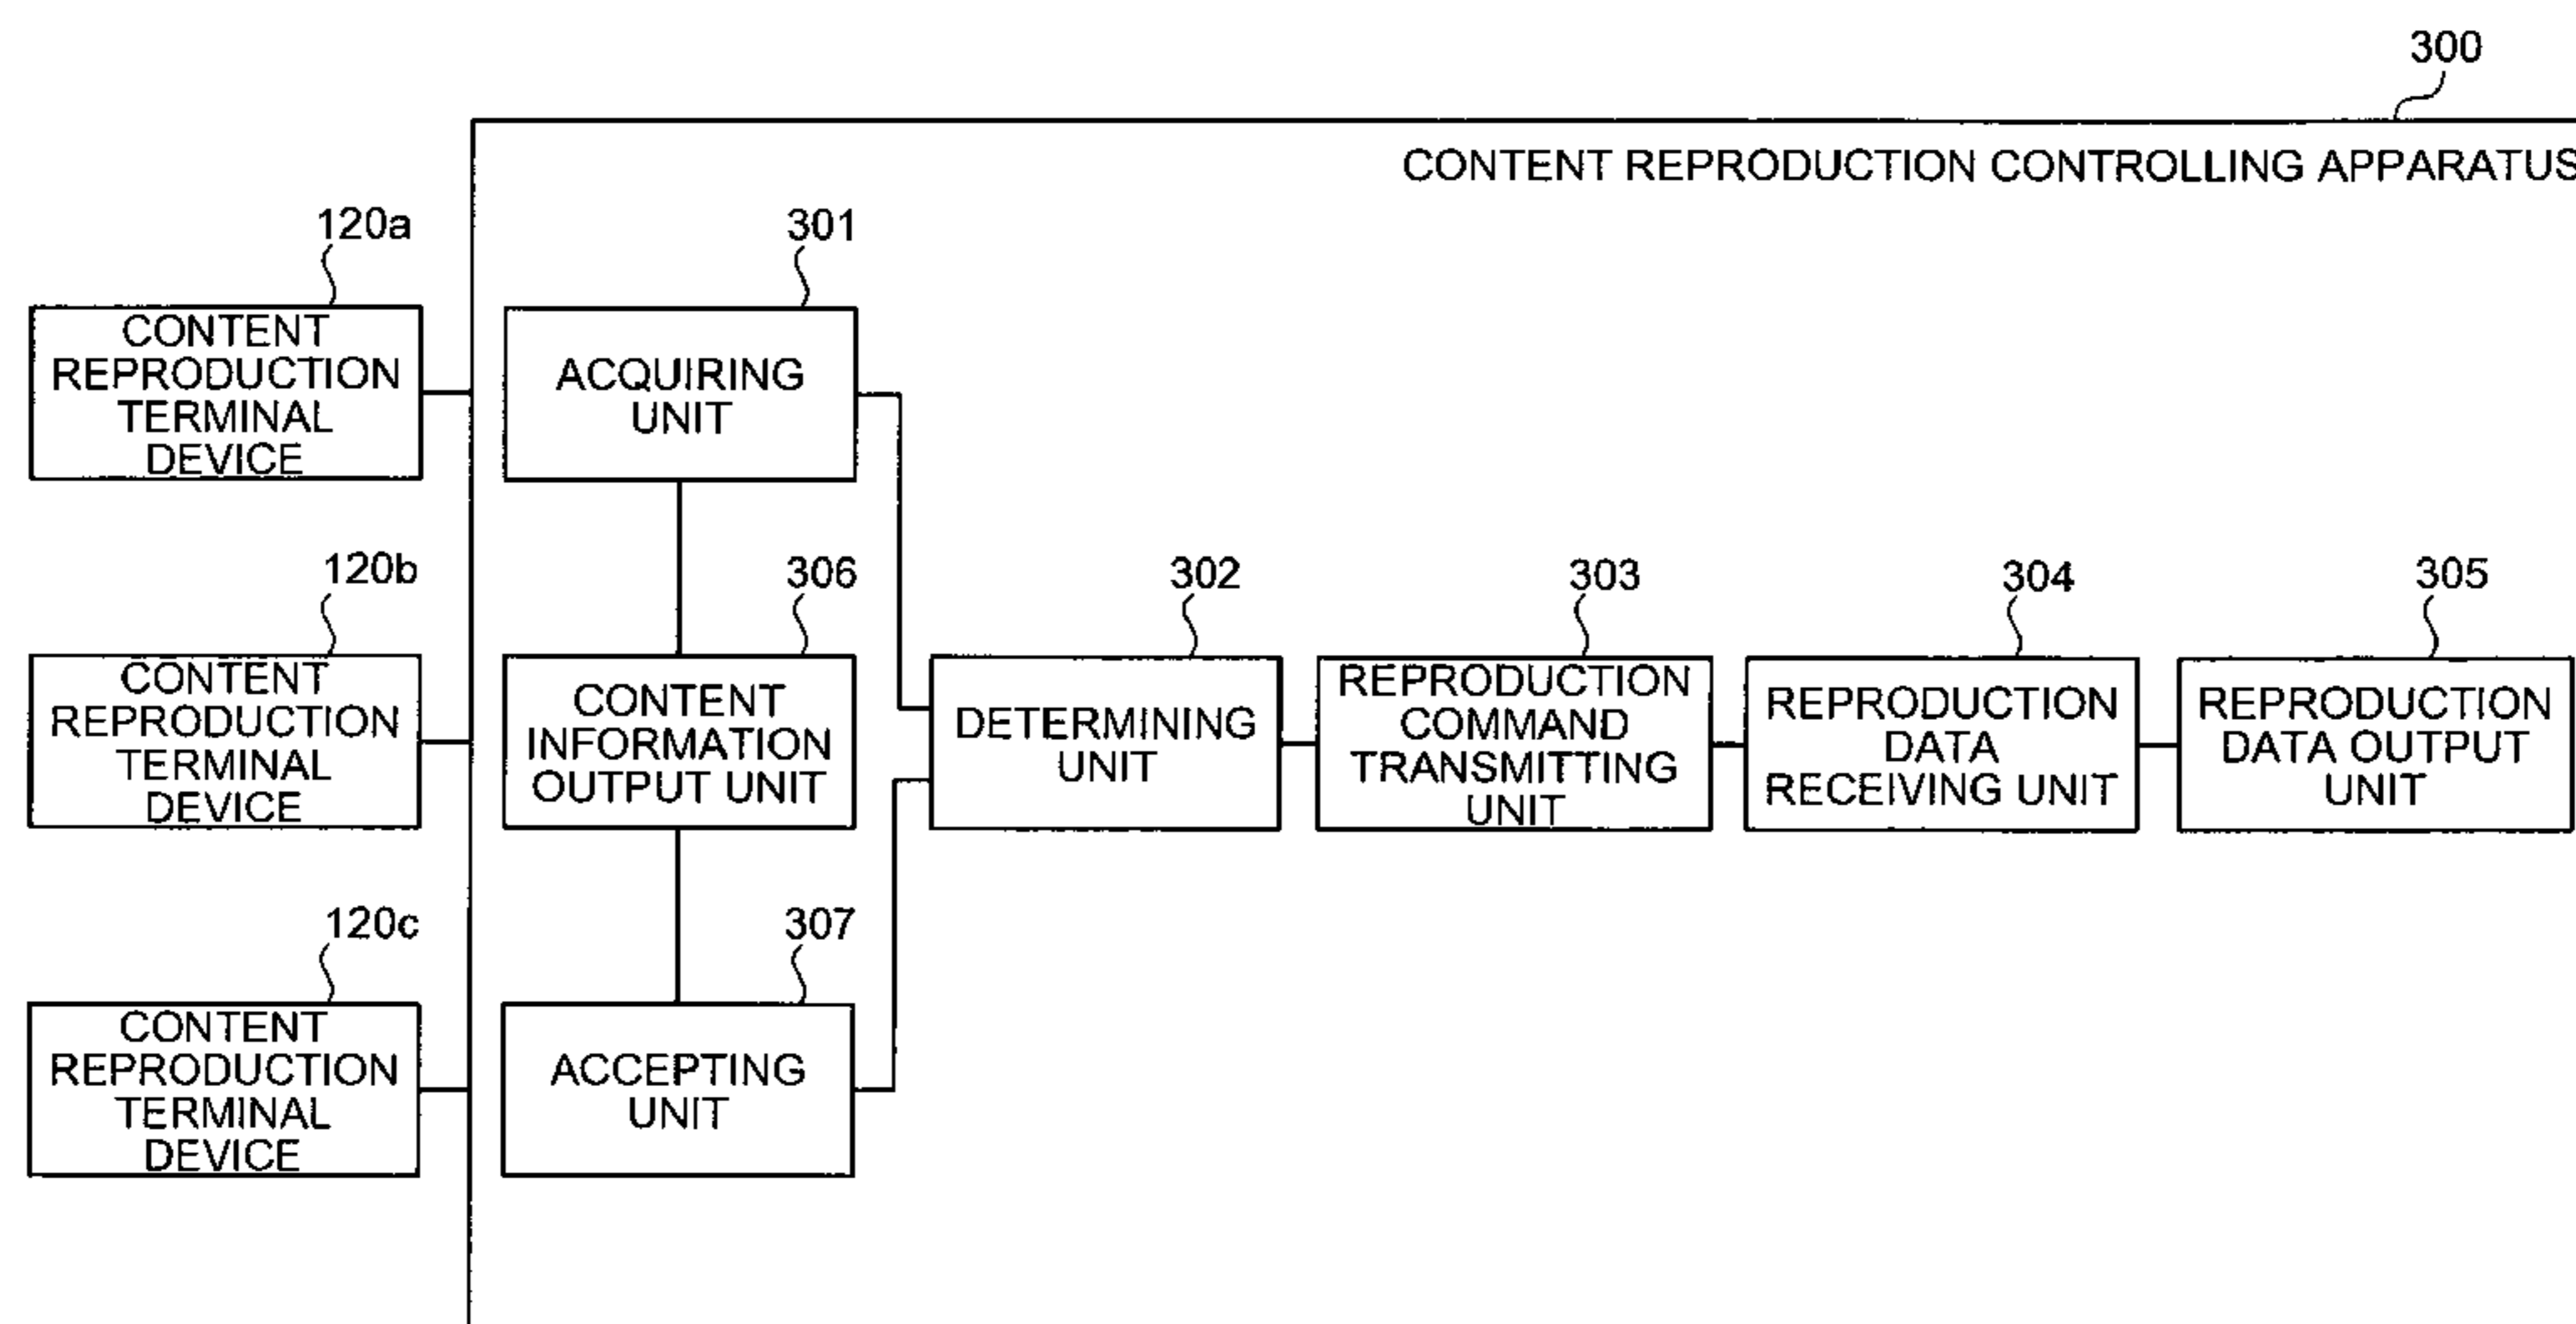 300
CONTENT REPRODUCTION CONTROLLING APPARATUS
120a
CONTENT
REPRODUCTION
TERMINAL
DEVICE
301
ACQUIRING
UNIT
120b
CONTENT
REPRODUCTION
TERMINAL
DEVICE
306
CONTENT
INFORMATION
OUTPUT UNIT
302
DETERMINING
UNIT
303
REPRODUCTION
COMMAND
TRANSMITTING
UNIT
304
REPRODUCTION
DATA
RECEIVING UNIT
305
REPRODUCTION
DATA OUTPUT
UNIT
120c
CONTENT
REPRODUCTION
TERMINAL
DEVICE
307
ACCEPTING
UNIT